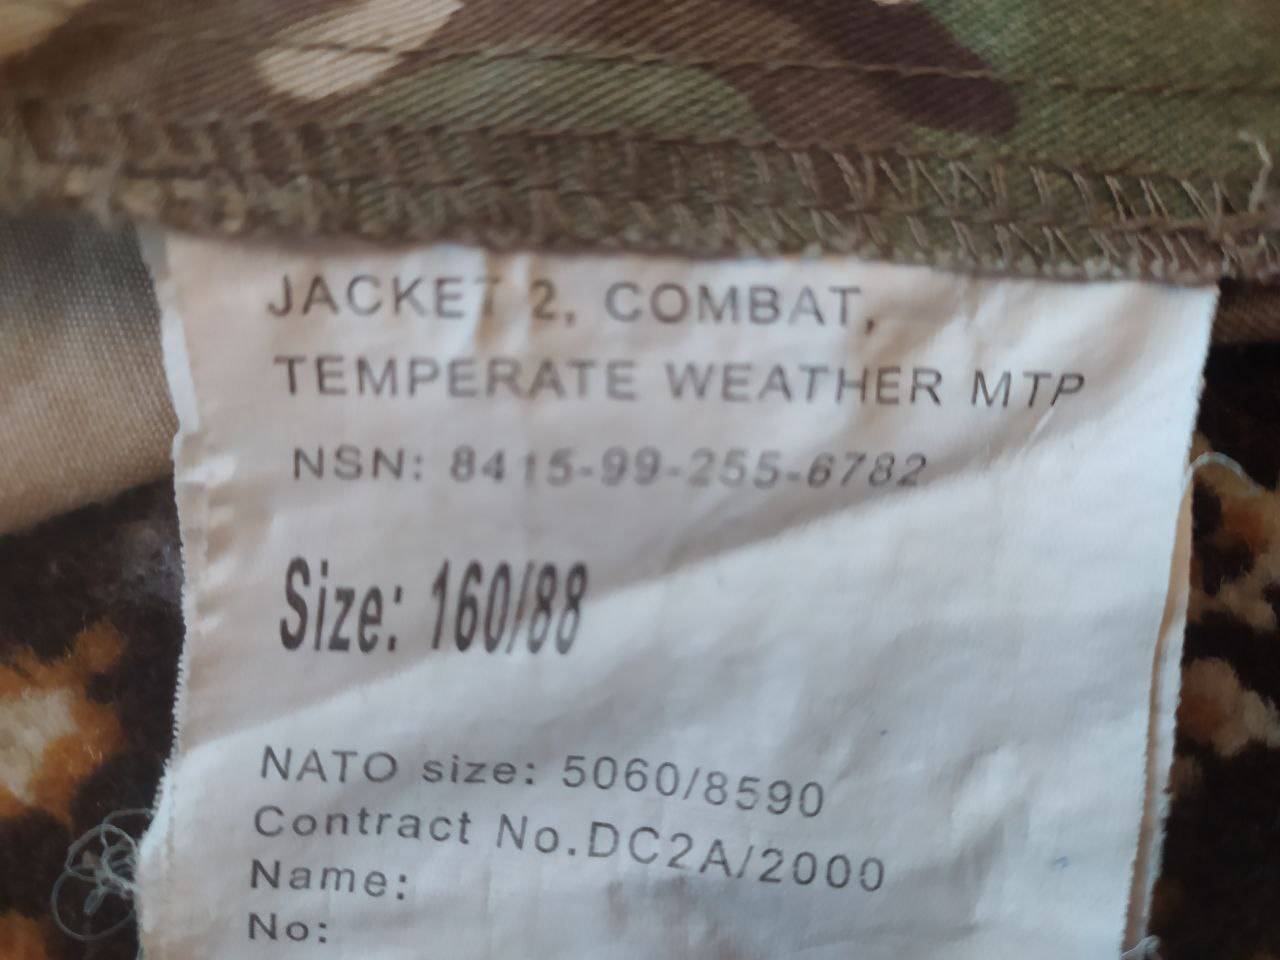 JACKET 2, COMBAT,
TEMPERATE WEATHER MTP
NSN: 8415-99-255-6782
Size: 160/88
NATO size: 5060/8590
Contract No.DC2A/2000
Name:
No: